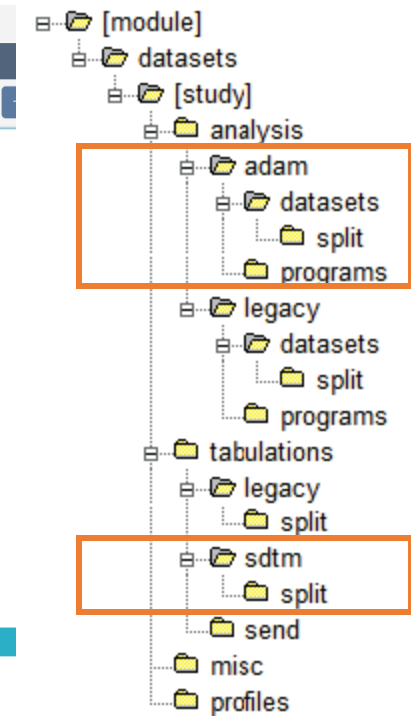 [module]
datasets
[study]
analysis
adam
datasets
split
programs
legacy
datasets
split
programs
tabulations
legacy
split
sdtm
split
send
misc
profiles